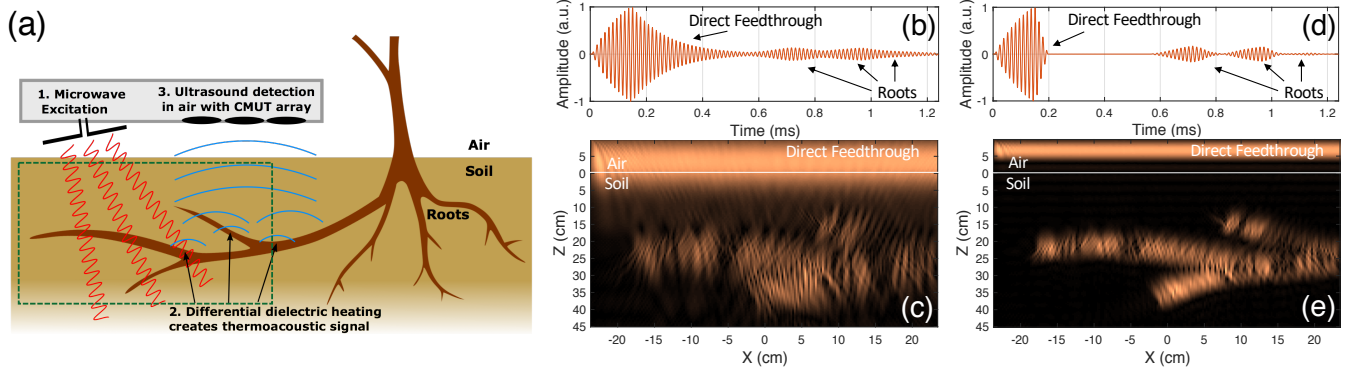 (a)
1. Microwave
Excitation
3. Ultrasound detection
in air with CMUT array
Air
Soil
Roots
2. Differential dielectric heating
creates thermoacoustic signal
(b)
Direct Feedthrough
Roots
Amplitude (a.u.)
1
0
-1
0 0.2 0.4 0.6 0.8 1 1.2
Time (ms)
(c)
Direct Feedthrough
Air
Soil
Z (cm)
5
0
5
10
15
20
25
30
35
40
45
-20 -15 -10 -5 0 5 10 15 20
X (cm)
(d)
Direct Feedthrough
Roots
Amplitude (a.u.)
1
0
-1
0 0.2 0.4 0.6 0.8 1 1.2
Time (ms)
(e)
Direct Feedthrough
Air
Soil
Z (cm)
5
0
5
10
15
20
25
30
35
40
45
-20 -15 -10 -5 0 5 10 15 20
X (cm)